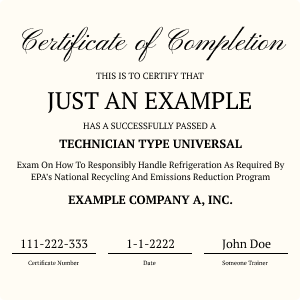 Certificate of Completion
THIS IS TO CERTIFY THAT
JUST AN EXAMPLE
HAS A SUCCESSFULLY PASSED A
TECHNICIAN TYPE UNIVERSAL
Exam On How To Responsibly Handle Refrigeration As Required By
EPA's National Recycling And Emissions Reduction Program
EXAMPLE COMPANY A, INC.
111-222-333 1-1-2222 John Doe
Certificate Number Date Someone Trainer